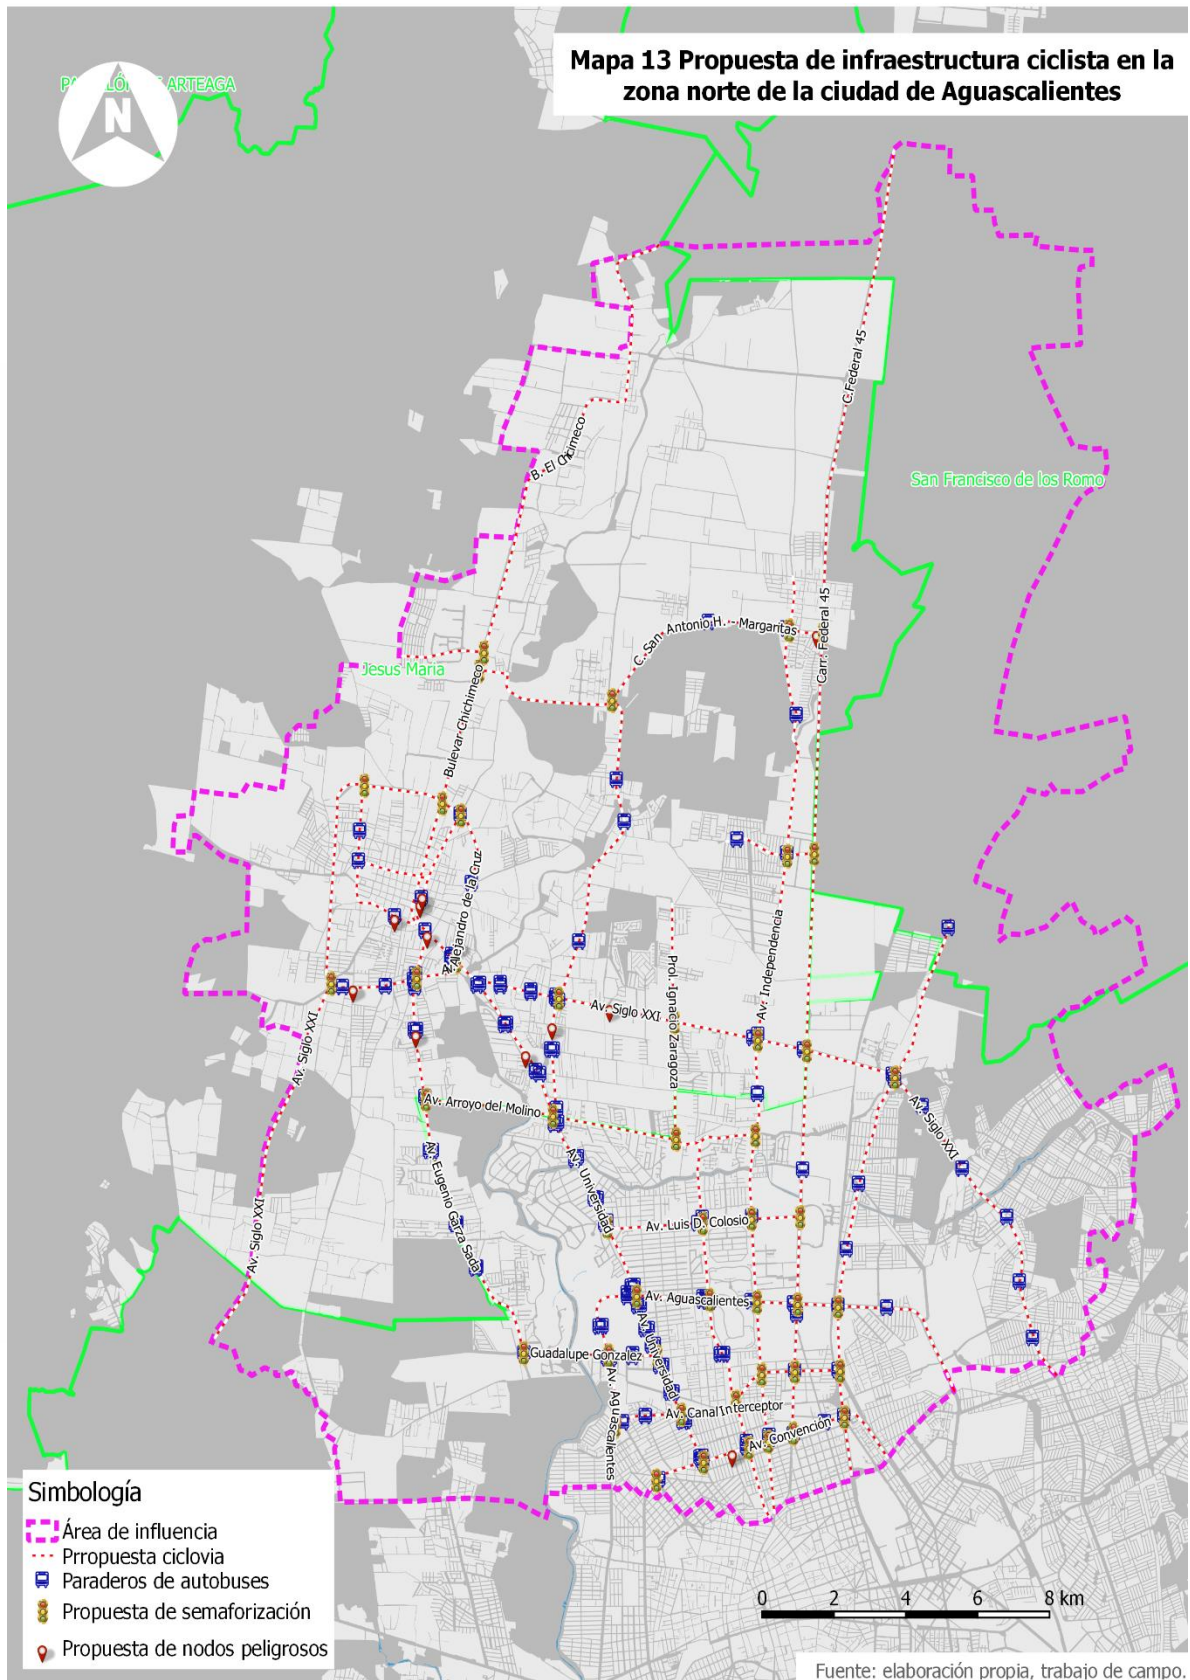 Mapa 13 Propuesta de infraestructura ciclista en la
zona norte de la ciudad de Aguascalientes
N
ARTEAGA
C.Federal 45
San Francisco de los Romo
B. El Chicimeco
C. San Antonio H. - Margaritas
Carr. Federal 45
Jesus Maria
Bulevar Chichimeco
Av. Alejandro de la Cruz
Av. Independencia
Prol. Ignacio Zaragoza
Av. Siglo XXI
Av. Siglo XXI
Av. Siglo XXI
Av. Arroyo del Molino
Av. Siglo XXI
Av. Eugenio Garza Sada
Av. Universidad
Av. Luis D. Colosio
Av. Aguascalientes
Av. Universidad
Guadalupe Gonzalez
Av. Aguascalientes
Av. Canal Interceptor
Av. Convención
Simbología
Área de influencia
Prropuesta ciclovia
Paraderos de autobuses
Propuesta de semaforización
Propuesta de nodos peligrosos
0 2 4 6 8 km
Fuente: elaboración propia, trabajo de campo.